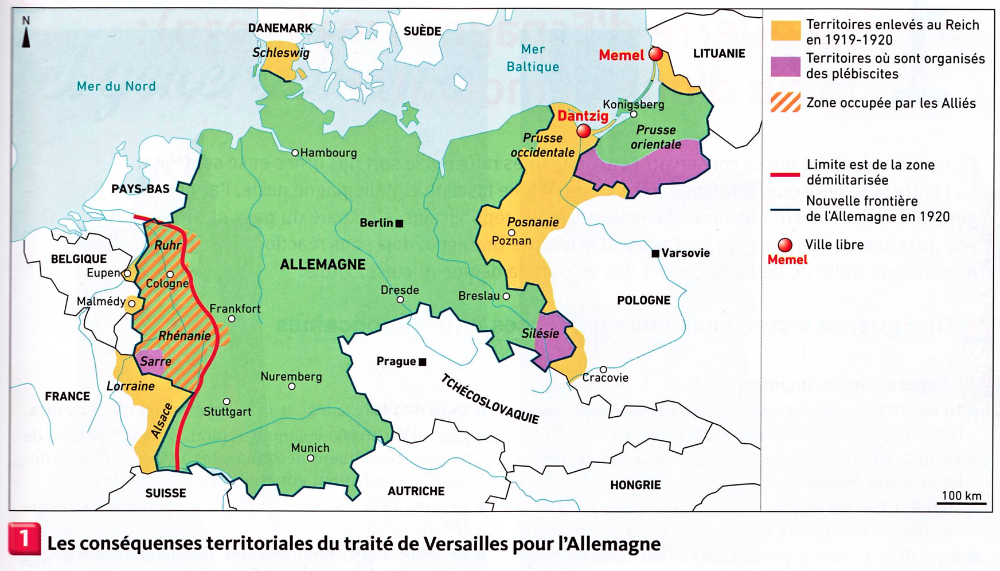 N
DANEMARK
SUÈDE
Schleswig
Mer
Baltique
Memel
LITUANIE
Mer du Nord
Konigsberg
Dantzig
Prusse
orientale
Prusse
occidentale
Hambourg
PAYS-BAS
Berlin
Posnanie
Poznan
Ruhr
BELGIQUE
Varsovie
ALLEMAGNE
Eupen
Cologne
Dresde
Breslau
Malmédy
POLOGNE
Frankfort
Rhénanie
Silésie
Sarre
Prague
Nuremberg
Cracovie
Lorraine
FRANCE
TCHÉCOSLOVAQUIE
Stuttgart
Alsace
Munich
SUISSE
AUTRICHE
HONGRIE
Territoires enlevés au Reich
en 1919-1920
Territoires où sont organisés
des plébiscites
Zone occupée par les Alliés
Limite est de la zone
démilitarisée
Nouvelle frontière
de l'Allemagne en 1920
Ville libre
Memel
100 km
1 Les conséquenses territoriales du traité de Versailles pour l'Allemagne